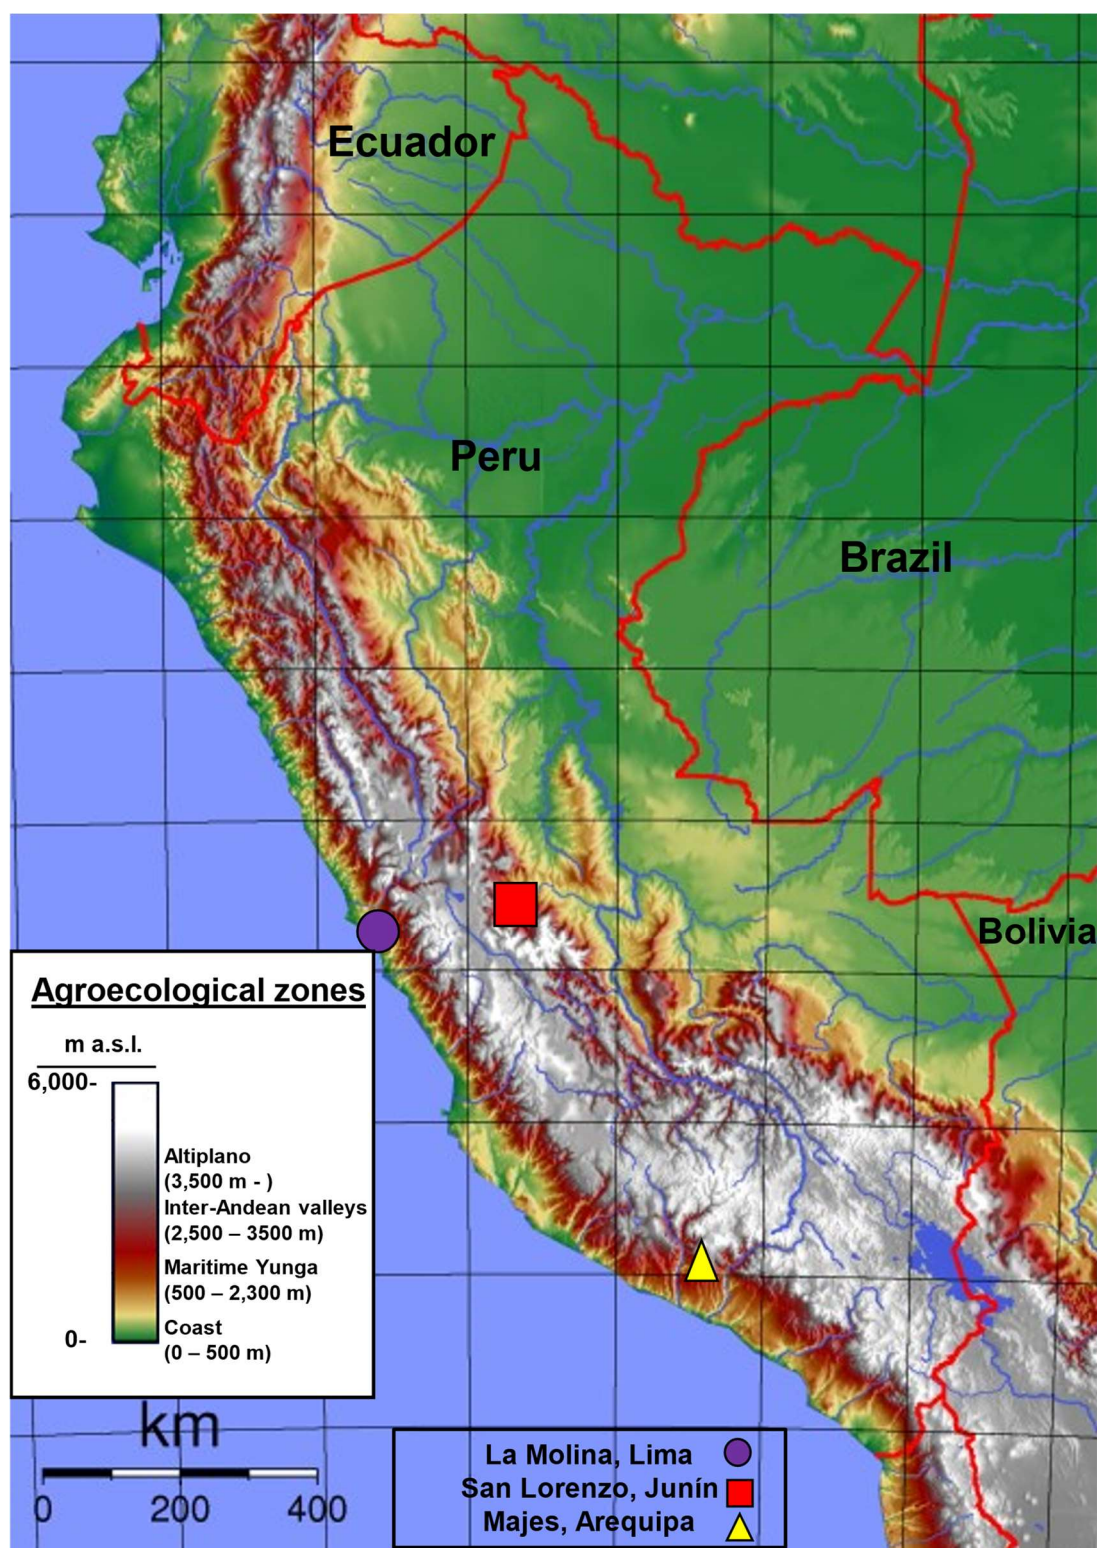 Ecuador
Peru
Brazil
Bolivia
Agroecological zones
m a.s.l.
6,000-
Altiplano
(3,500 m - )
Inter-Andean valleys
(2,500 – 3500 m)
Maritime Yunga
(500 – 2,300 m)
Coast
0-
(0 – 500 m)
km
0 200 400
La Molina, Lima
San Lorenzo, Junín
Majes, Arequipa